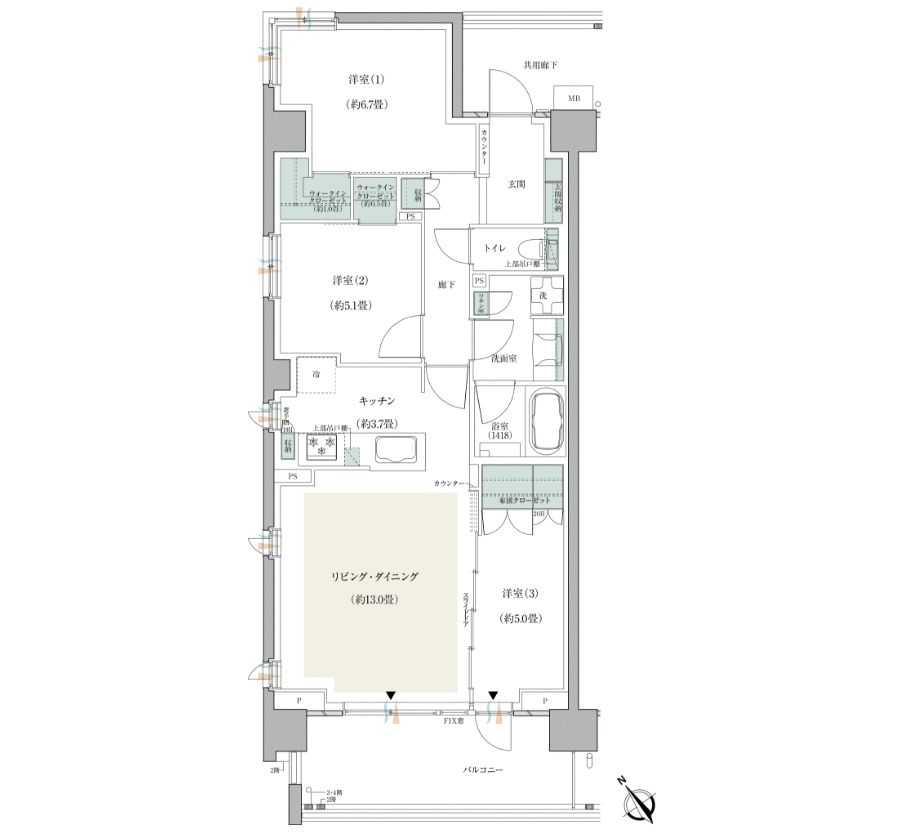 共用廊下
洋室(1)
(約6.7畳)
MB
カウンター
玄関
玄関収納
ウォークイン
クローゼット
(約1.0畳)
ウォークイン
クローゼット
(約0.5畳)
収納
PS
トイレ
上部吊戸棚
洋室(2)
(約5.1畳)
廊下
PS
リネン庫
洗
洗面室
冷
キッチン
(約3.7畳)
上部吊戸棚
収納
浴室
(1418)
PS
カウンター
布団クローゼット
20H
リビング・ダイニング
(約13.0畳)
スライドドア
洋室(3)
(約5.0畳)
P
P
FIX窓
バルコニー
2階
3・4階
2階
N